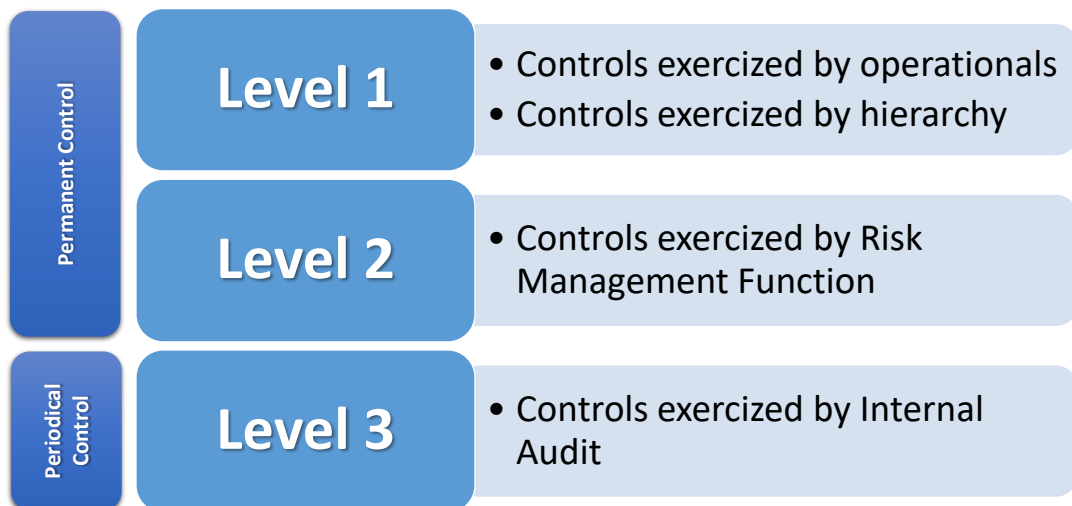 Permanent Control
Level 1
• Controls exercized by operationals
• Controls exercized by hierarchy
Level 2
• Controls exercized by Risk
Management Function
Periodical
Control
Level 3
• Controls exercized by Internal
Audit